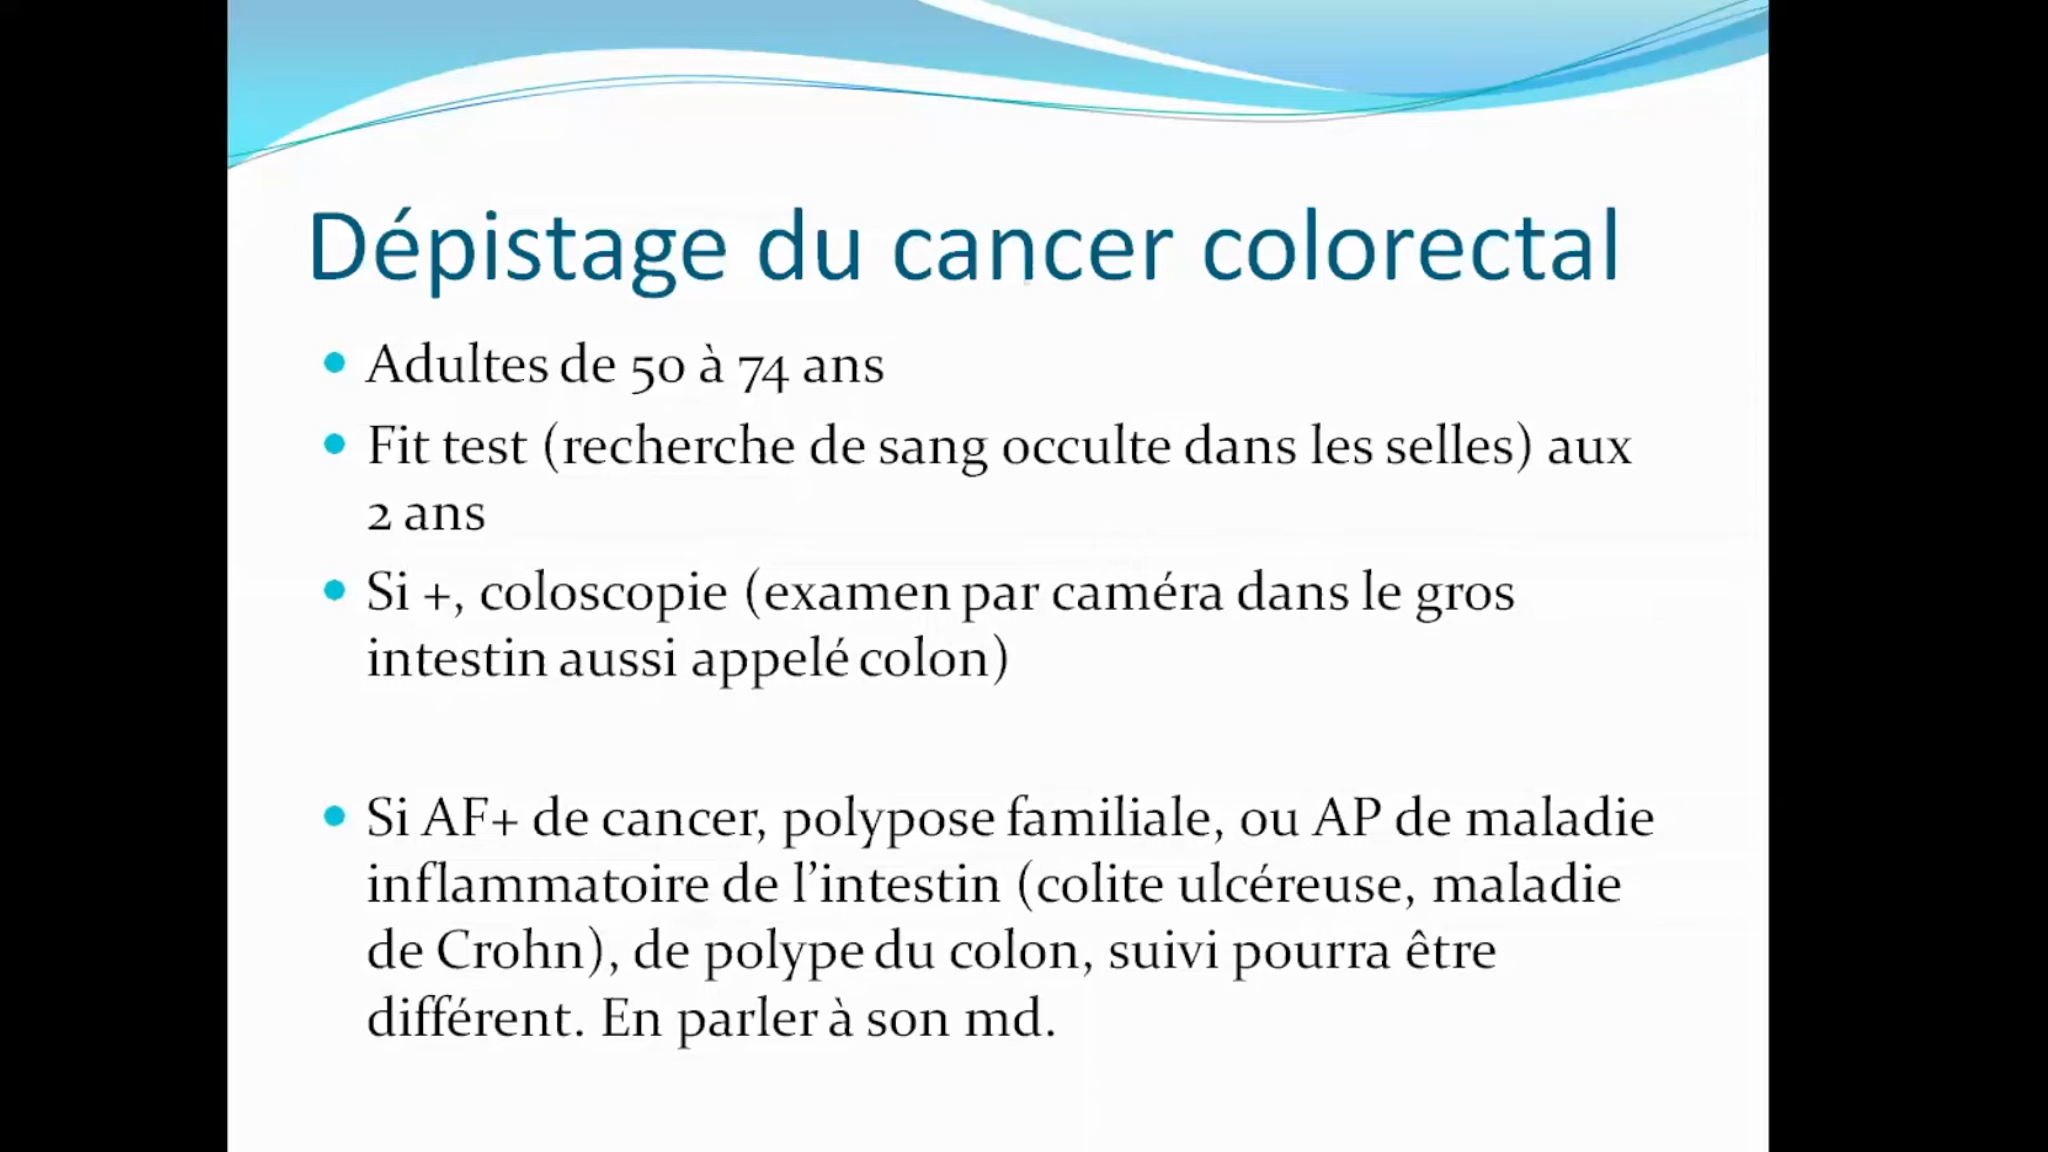 Dépistage du cancer colorectal
Adultes de 50 à 74 ans
Fit test (recherche de sang occulte dans les selles) aux
2 ans
Si +, coloscopie (examen par caméra dans le gros
intestin aussi appelé colon)
Si AF+ de cancer, polypose familiale, ou AP de maladie
inflammatoire de l’intestin (colite ulcéreuse, maladie
de Crohn), de polype du colon, suivi pourra être
différent. En parler à son md.